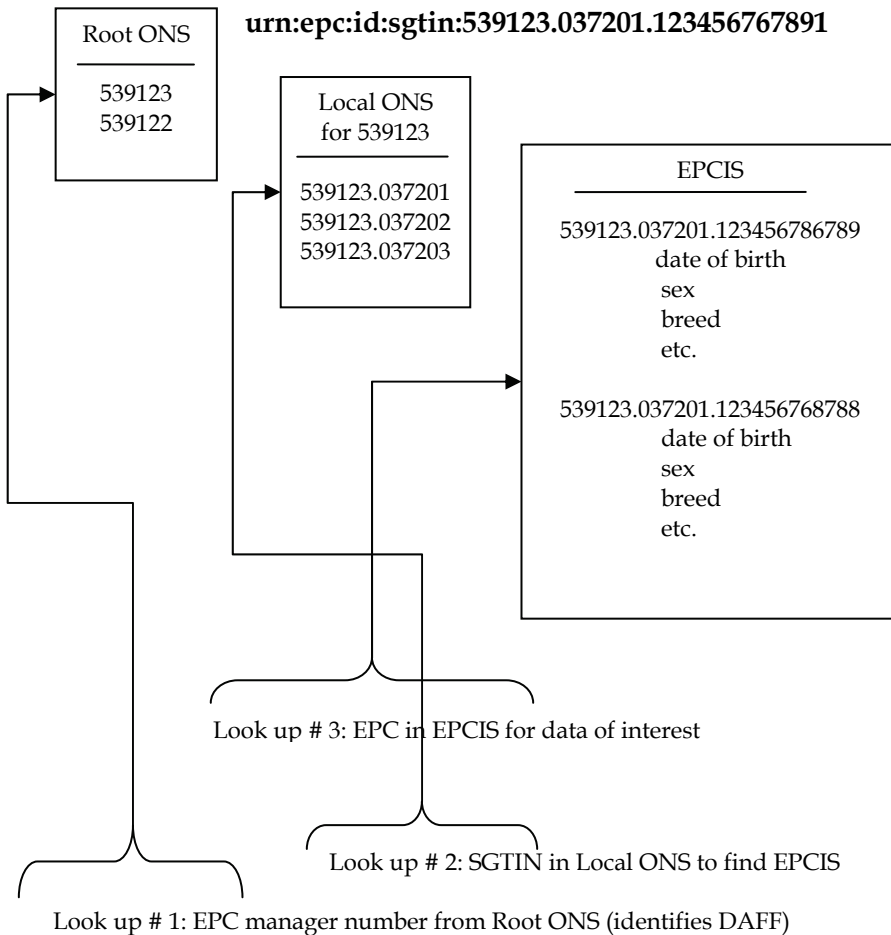 urn:epc:id:sgtin:539123.037201.123456767891
Root ONS
539123
539122
Local ONS
for 539123
539123.037201
539123.037202
539123.037203
EPCIS
539123.037201.123456786789
date of birth
sex
breed
etc.
539123.037201.123456768788
date of birth
sex
breed
etc.
Look up # 3: EPC in EPCIS for data of interest
Look up # 2: SGTIN in Local ONS to find EPCIS
Look up # 1: EPC manager number from Root ONS (identifies DAFF)